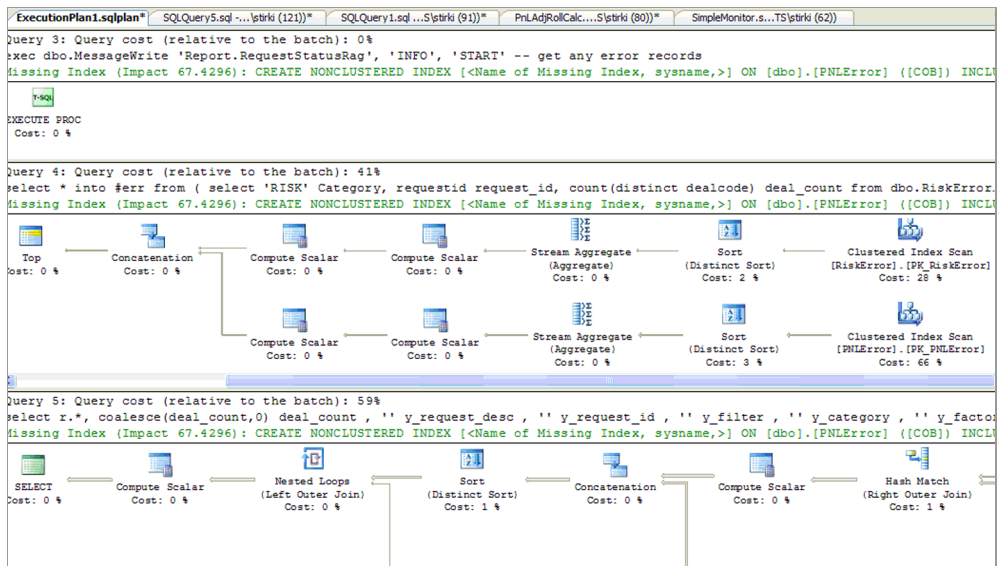 ExecutionPlan1.sqlplan* SQLQuery5.sql -...\stirki (121))* SQLQuery1.sql ...S\stirki (91))* PnLAdjRollCalc....S\stirki (80))* SimpleMonitor.s...TS\stirki (62))
Query 3: Query cost (relative to the batch): 0%
exec dbo.MessageWrite 'Report.RequestStatusRag', 'INFO', 'START' -- get any error records
Missing Index (Impact 67.4296): CREATE NONCLUSTERED INDEX [<Name of Missing Index, sysname,>] ON [dbo].[PNLError] ([COB]) INCLU
T-SQL
EXECUTE PROC
Cost: 0 %
Query 4: Query cost (relative to the batch): 41%
select * into #err from ( select 'RISK' Category, requestid request_id, count(distinct dealcode) deal_count from dbo.RiskError.
Missing Index (Impact 67.4296): CREATE NONCLUSTERED INDEX [<Name of Missing Index, sysname,>] ON [dbo].[PNLError] ([COB]) INCLU
Top Concatenation Compute Scalar Compute Scalar Stream Aggregate Sort Clustered Index Scan
(Aggregate) (Distinct Sort) [RiskError].[PK_RiskError]
Cost: 0 % Cost: 0 % Cost: 0 % Cost: 0 % Cost: 0 % Cost: 2 % Cost: 28 %
Compute Scalar Compute Scalar Stream Aggregate Sort Clustered Index Scan
(Aggregate) (Distinct Sort) [PNLError].[PK_PNLError]
Cost: 0 % Cost: 0 % Cost: 0 % Cost: 3 % Cost: 66 %
Query 5: Query cost (relative to the batch): 59%
select r.*, coalesce(deal_count,0) deal_count , '' y_request_desc , '' y_request_id , '' y_filter , '' y_category , '' y_factor
Missing Index (Impact 67.4296): CREATE NONCLUSTERED INDEX [<Name of Missing Index, sysname,>] ON [dbo].[PNLError] ([COB]) INCLU
SELECT Compute Scalar Nested Loops Sort Concatenation Compute Scalar Hash Match
(Left Outer Join) (Distinct Sort) (Right Outer Join)
Cost: 0 % Cost: 0 % Cost: 0 % Cost: 1 % Cost: 0 % Cost: 0 % Cost: 1 %